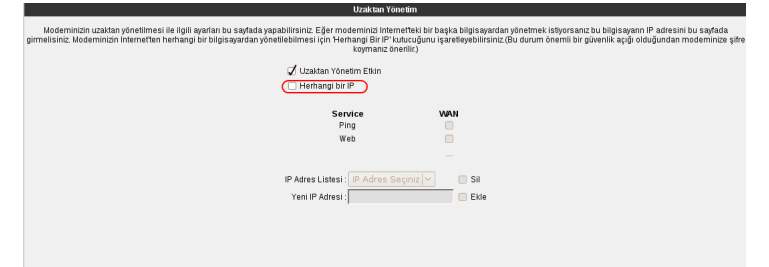 Uzaktan Yönetim
Modeminizin uzaktan yönetilmesi ile ilgili ayarları bu sayfada yapabilirsiniz. Eğer modeminizi Internet'teki bir başka bilgisayardan yönetmek istiyorsanız bu bilgisayarın IP adresini bu sayfada
girmelisiniz. Modeminizin Internet'ten herhangi bir bilgisayardan yönetilebilmesi için 'Herhangi Bir IP' kutucuğunu işaretleyebilirsiniz.(Bu durum önemli bir güvenlik açığı olduğundan modeminize şifre
koymanız önerilir.)
Uzaktan Yönetim Etkin
Herhangi bir IP
Service WAN
Ping
Web
...
IP Adres Listesi : IP Adres Seçiniz Sil
Yeni IP Adresi : Ekle